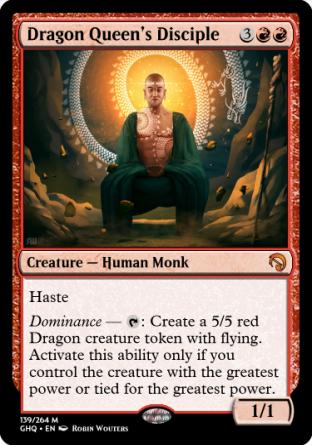 Dragon Queen's Disciple 3
Creature — Human Monk
Haste
Dominance — : Create a 5/5 red
Dragon creature token with flying.
Activate this ability only if you
control the creature with the greatest
power or tied for the greatest power.
1/1
139/264 M
GHQ • EN Robin Wouters